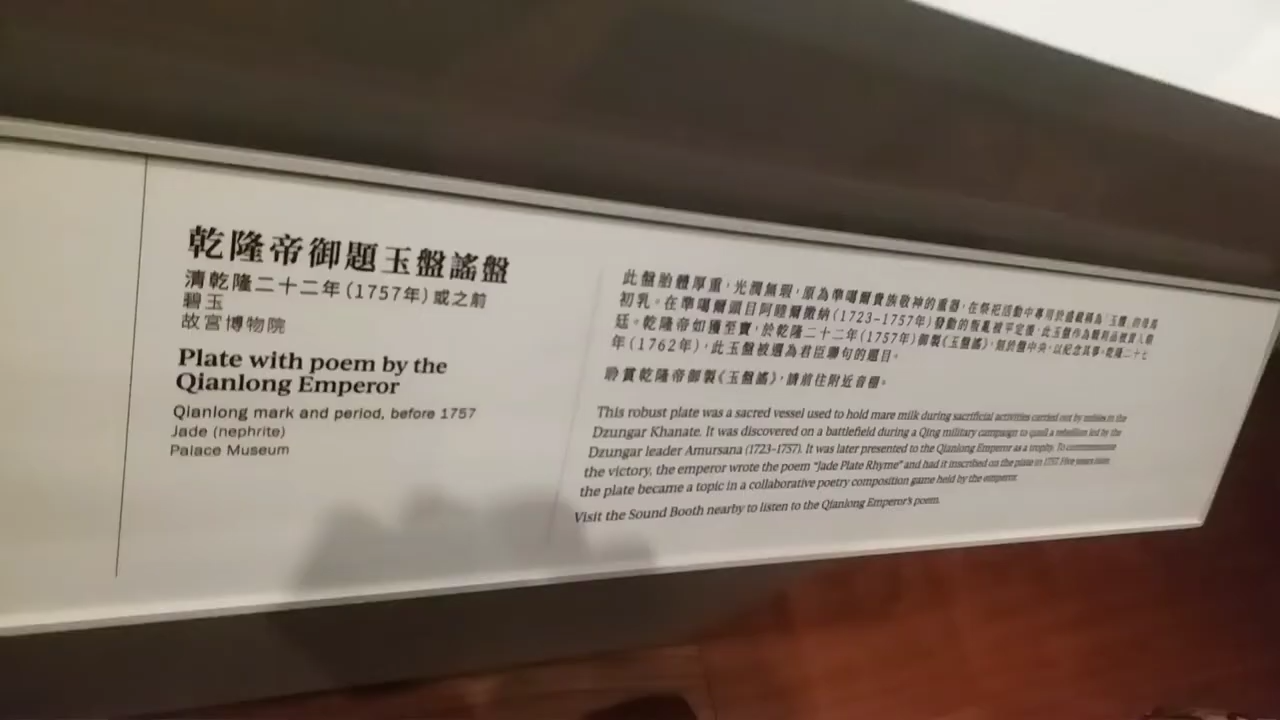 乾隆帝御題玉盤謠盤
清乾隆二十二年(1757年)或之前
碧玉
故宮博物院
Plate with poem by the
Qianlong Emperor
Qianlong mark and period, before 1757
Jade (nephrite)
Palace Museum
此盤胎體厚重，光潤無瑕，原為準噶爾貴族敬神的重器，在祭祀活動中專用於盛載稱為「玉醴」的母馬
初乳。在準噶爾頭目阿睦爾撒納(1723–1757年)發動的叛亂被平定後，此玉盤作為戰利品被貢入朝
廷。乾隆帝如獲至寶，於乾隆二十二年(1757年)御製《玉盤謠》，刻於盤中央，以紀念其事。乾隆二十七
年(1762年)，此玉盤被選為君臣聯句的題目。
聆賞乾隆帝御製《玉盤謠》，請前往附近音棚。
This robust plate was a sacred vessel used to hold mare milk during sacrificial activities carried out by nobles in the
Dzungar Khanate. It was discovered on a battlefield during a Qing military campaign to quell a rebellion led by the
Dzungar leader Amursana (1723–1757). It was later presented to the Qianlong Emperor as a trophy. To commemorate
the victory, the emperor wrote the poem "Jade Plate Rhyme" and had it inscribed on the plate in 1757. Five years later,
the plate became a topic in a collaborative poetry composition game held by the emperor.
Visit the Sound Booth nearby to listen to the Qianlong Emperor's poem.